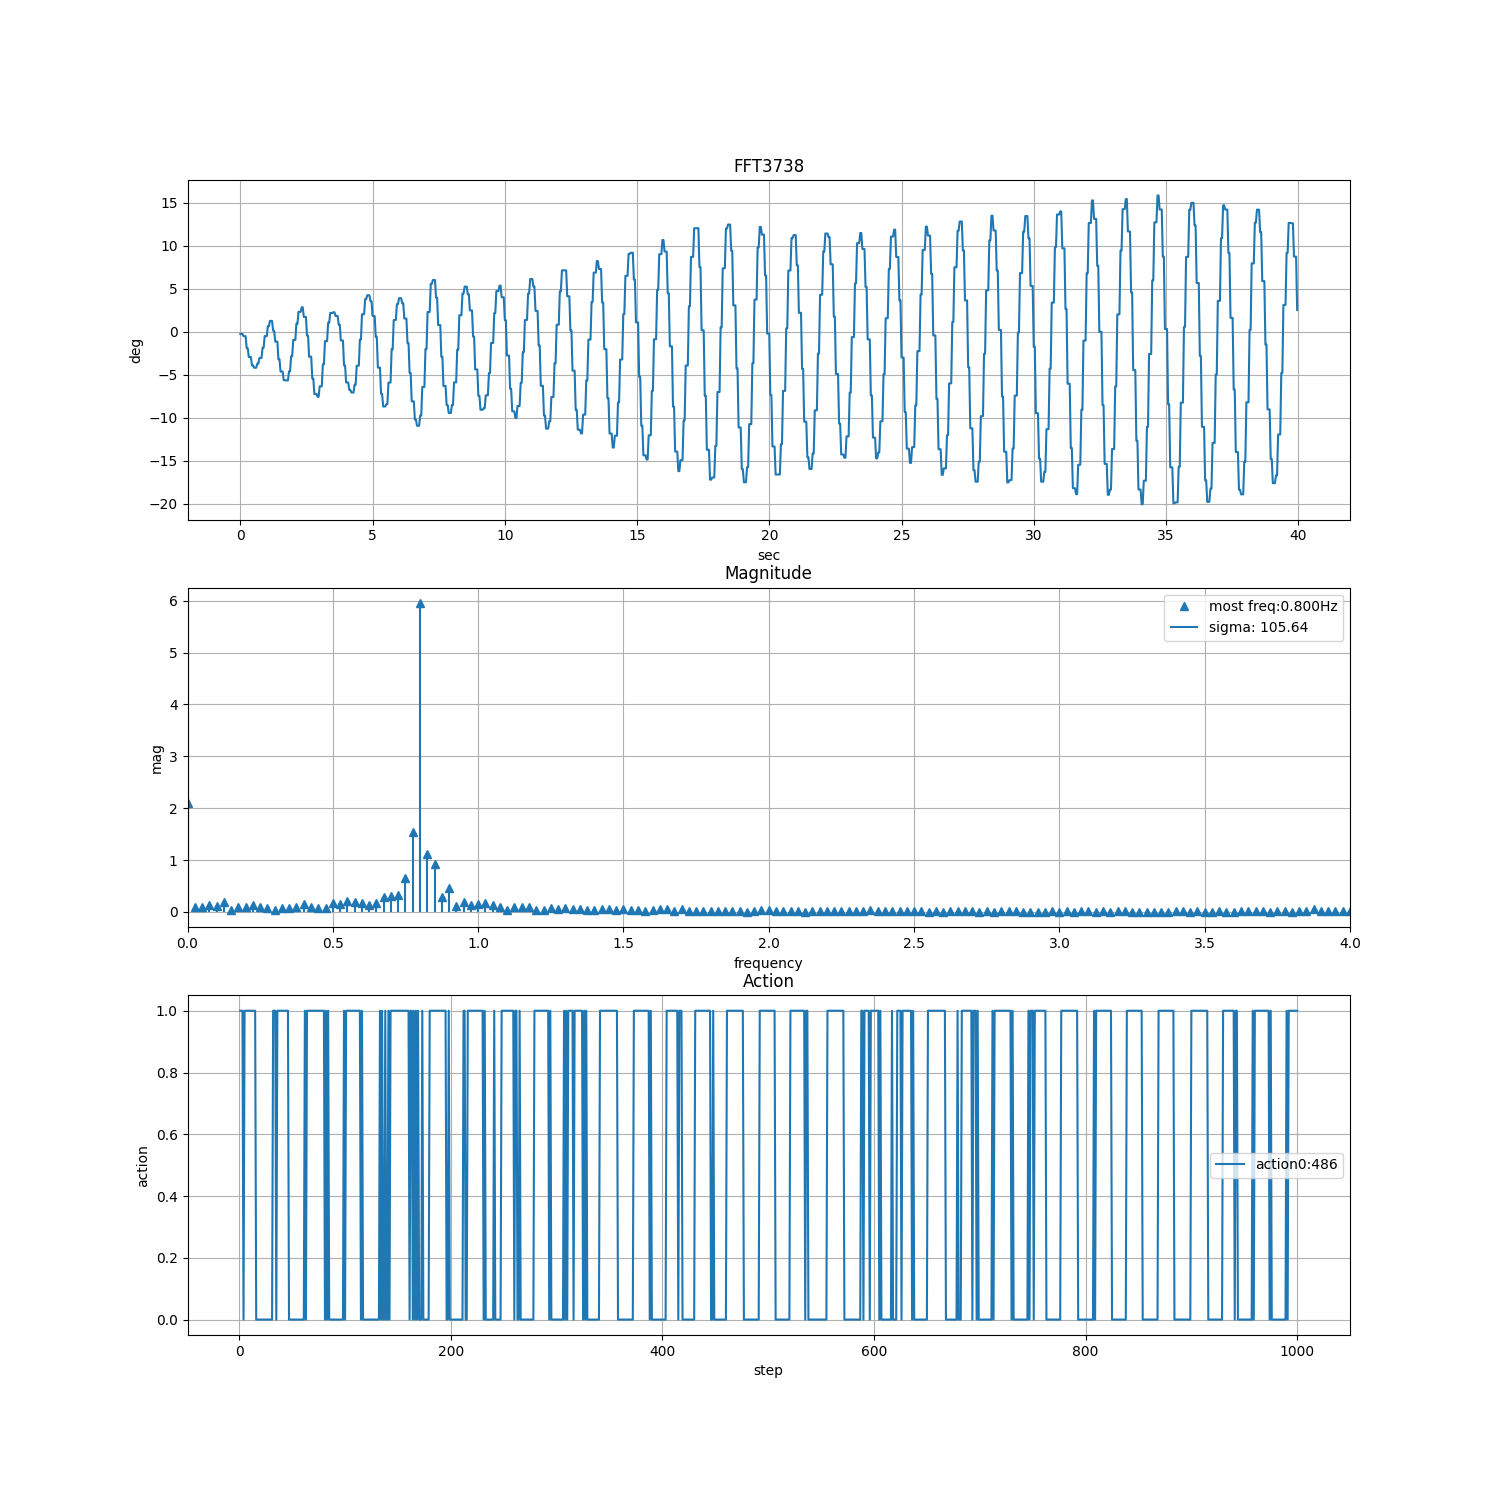 FFT3738
15
10
5
0
−5
−10
−15
−20
deg
0 5 10 15 20 25 30 35 40
sec
Magnitude
6
5
4
3
2
1
0
mag
most freq:0.800Hz
sigma: 105.64
0.0 0.5 1.0 1.5 2.0 2.5 3.0 3.5 4.0
frequency
Action
1.0
0.8
0.6
0.4
0.2
0.0
action
action0:486
0 200 400 600 800 1000
step